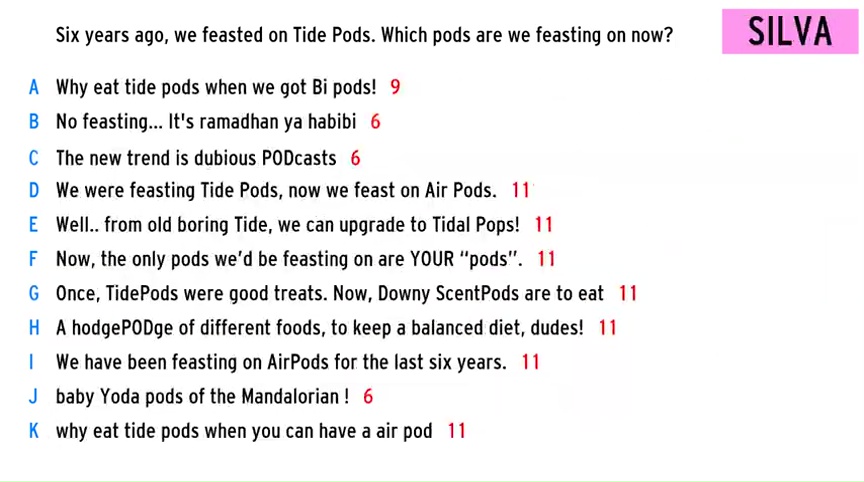 Six years ago, we feasted on Tide Pods. Which pods are we feasting on now?
SILVA
A Why eat tide pods when we got Bi pods! 9
B No feasting... It's ramadhan ya habibi 6
C The new trend is dubious PODcasts 6
D We were feasting Tide Pods, now we feast on Air Pods. 11
E Well.. from old boring Tide, we can upgrade to Tidal Pops! 11
F Now, the only pods we'd be feasting on are YOUR “pods”. 11
G Once, TidePods were good treats. Now, Downy ScentPods are to eat 11
H A hodgePODge of different foods, to keep a balanced diet, dudes! 11
I We have been feasting on AirPods for the last six years. 11
J baby Yoda pods of the Mandalorian ! 6
K why eat tide pods when you can have a air pod 11